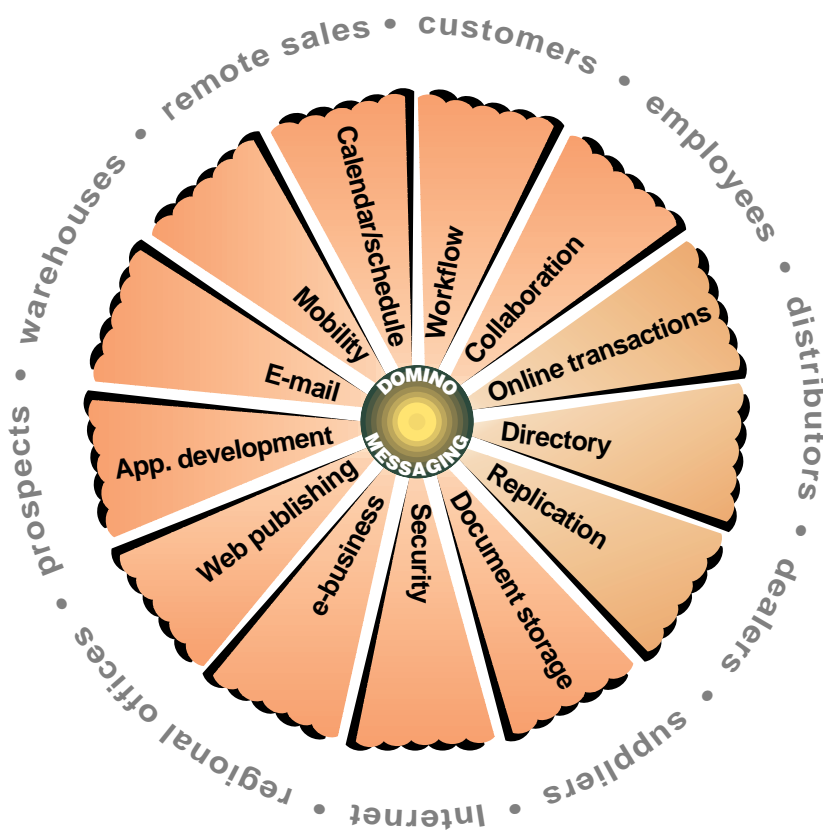 customers • employees • distributors • dealers • suppliers • Internet • regional offices • prospects • warehouses • remote sales •
Workflow
Collaboration
Online transactions
Directory
Replication
Document storage
Security
e-business
Web publishing
App. development
E-mail
Mobility
Calendar/schedule
DOMINO
MESSAGING